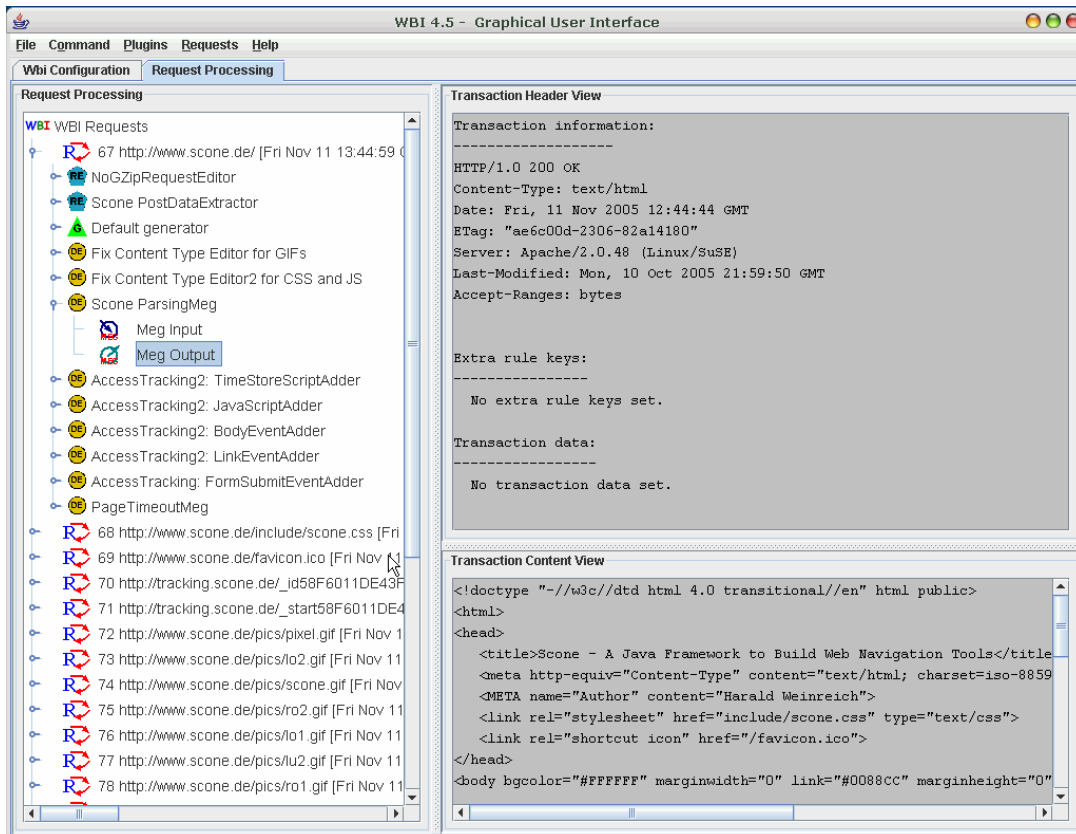 WBI 4.5 - Graphical User Interface
File Command Plugins Requests Help
Wbi Configuration Request Processing
Request Processing
WBI WBI Requests
R 67 http://www.scone.de/ [Fri Nov 11 13:44:59
RE NoGZipRequestEditor
RE Scone PostDataExtractor
G Default generator
DE Fix Content Type Editor for GIFs
DE Fix Content Type Editor2 for CSS and JS
DE Scone ParsingMeg
MEG Meg Input
MEG Meg Output
DE AccessTracking2: TimeStoreScriptAdder
DE AccessTracking2: JavaScriptAdder
DE AccessTracking2: BodyEventAdder
DE AccessTracking2: LinkEventAdder
DE AccessTracking: FormSubmitEventAdder
DE PageTimeoutMeg
R 68 http://www.scone.de/include/scone.css [Fri
R 69 http://www.scone.de/favicon.ico [Fri Nov 11
R 70 http://tracking.scone.de/_id58F6011DE43F
R 71 http://tracking.scone.de/_start58F6011DE4
R 72 http://www.scone.de/pics/pixel.gif [Fri Nov 1
R 73 http://www.scone.de/pics/lo2.gif [Fri Nov 11
R 74 http://www.scone.de/pics/scone.gif [Fri Nov
R 75 http://www.scone.de/pics/ro2.gif [Fri Nov 11
R 76 http://www.scone.de/pics/lo1.gif [Fri Nov 11
R 77 http://www.scone.de/pics/lu2.gif [Fri Nov 11
R 78 http://www.scone.de/pics/ro1.gif [Fri Nov 11
Transaction Header View
Transaction information:
------------------
HTTP/1.0 200 OK
Content-Type: text/html
Date: Fri, 11 Nov 2005 12:44:44 GMT
ETag: "ae6c00d-2306-82a14180"
Server: Apache/2.0.48 (Linux/SuSE)
Last-Modified: Mon, 10 Oct 2005 21:59:50 GMT
Accept-Ranges: bytes
Extra rule keys:
---------------
No extra rule keys set.
Transaction data:
----------------
No transaction data set.
Transaction Content View
<!doctype "-//w3c//dtd html 4.0 transitional//en" html public>
<html>
<head>
<title>Scone - A Java Framework to Build Web Navigation Tools</title
<meta http-equiv="Content-Type" content="text/html; charset=iso-8859
<META name="Author" content="Harald Weinreich">
<link rel="stylesheet" href="include/scone.css" type="text/css">
<link rel="shortcut icon" href="/favicon.ico">
</head>
<body bgcolor="#FFFFFF" marginwidth="0" link="#0088CC" marginheight="0"